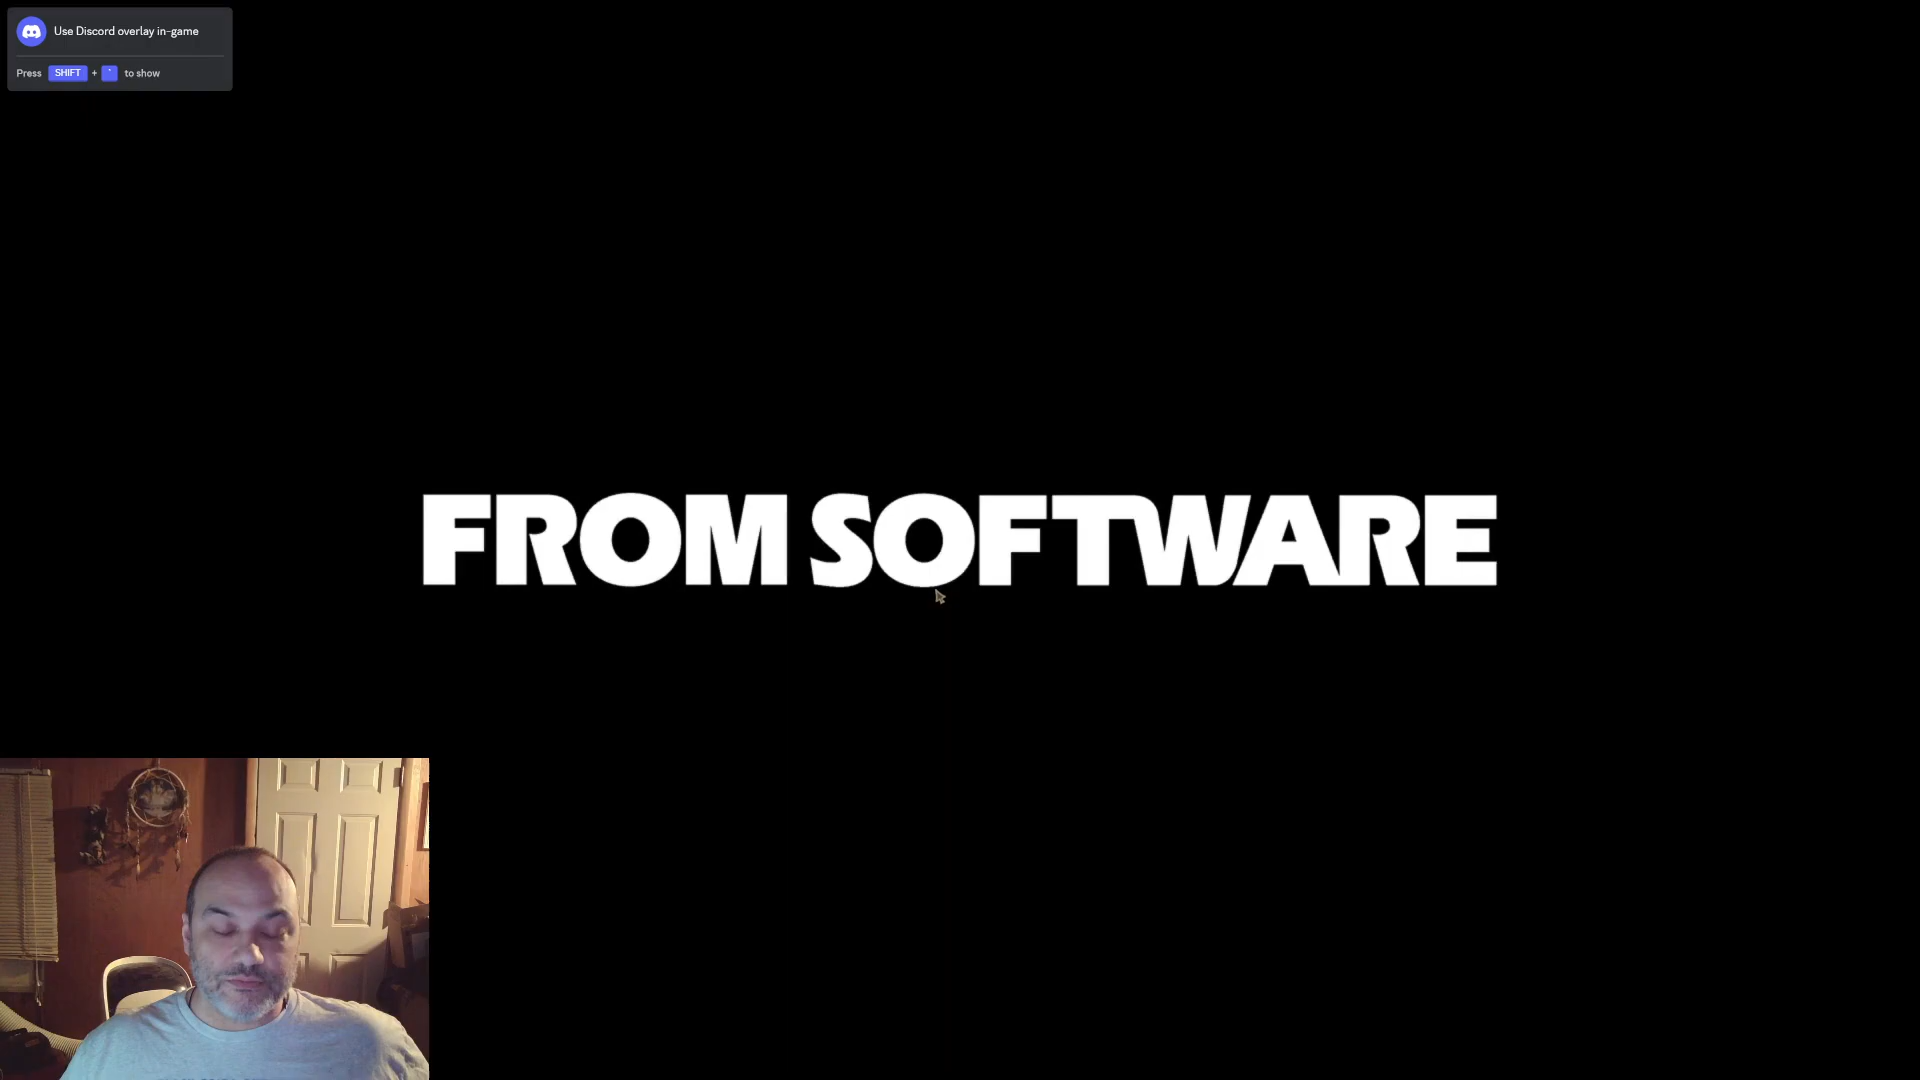 Use Discord overlay in-game
Press SHIFT + ` to show
FROM SOFTWARE